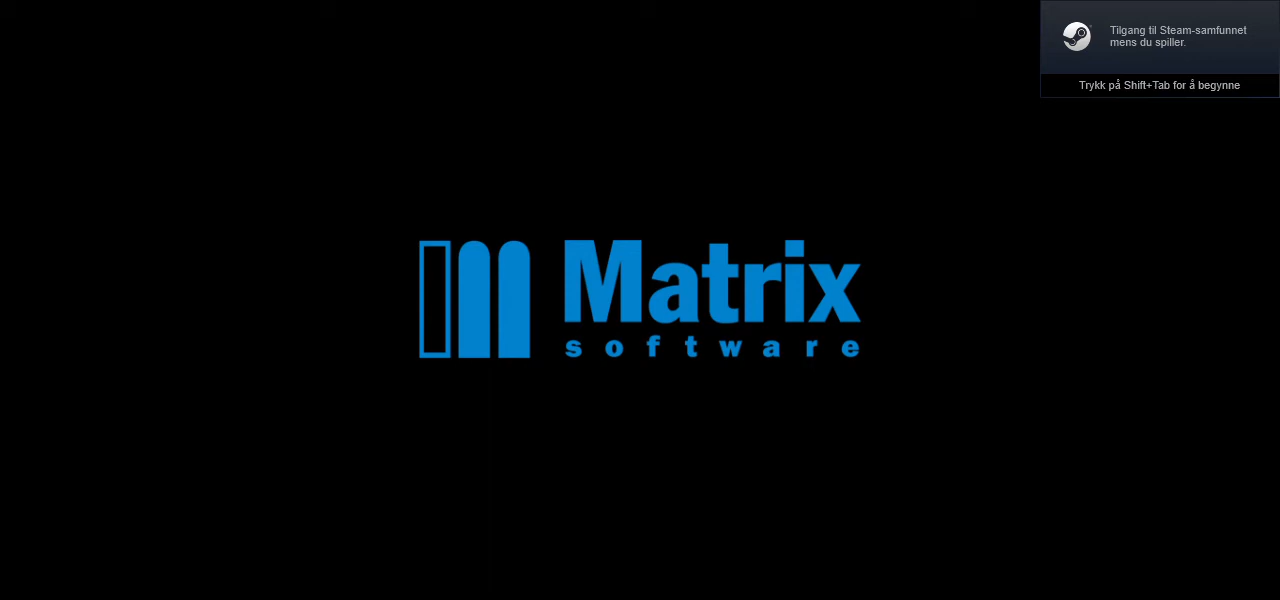 Tilgang til Steam-samfunnet
mens du spiller.
Trykk på Shift+Tab for å begynne
Matrix
software